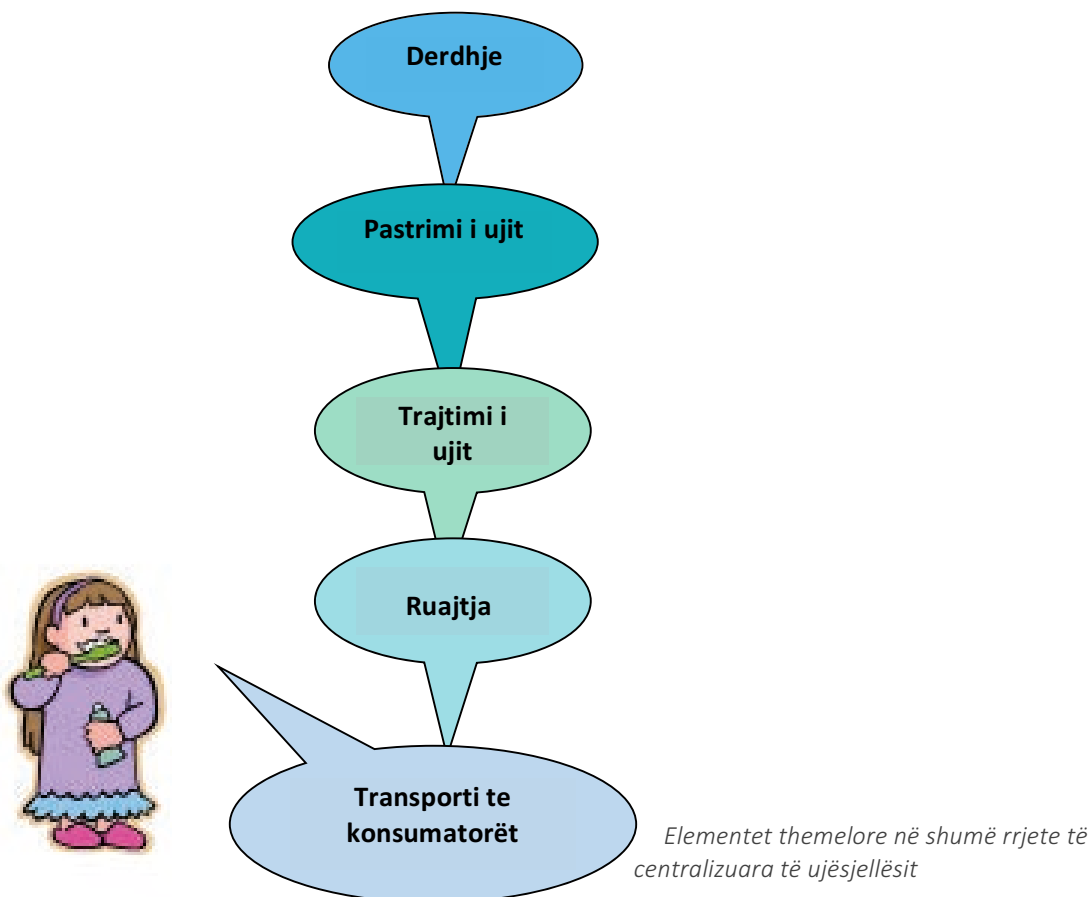 Derdhje
Pastrimi i ujit
Trajtimi i
ujit
Ruajtja
Transporti te
konsumatorët
Elementet themelore në shumë rrjete të
centralizuara të ujësjellësit